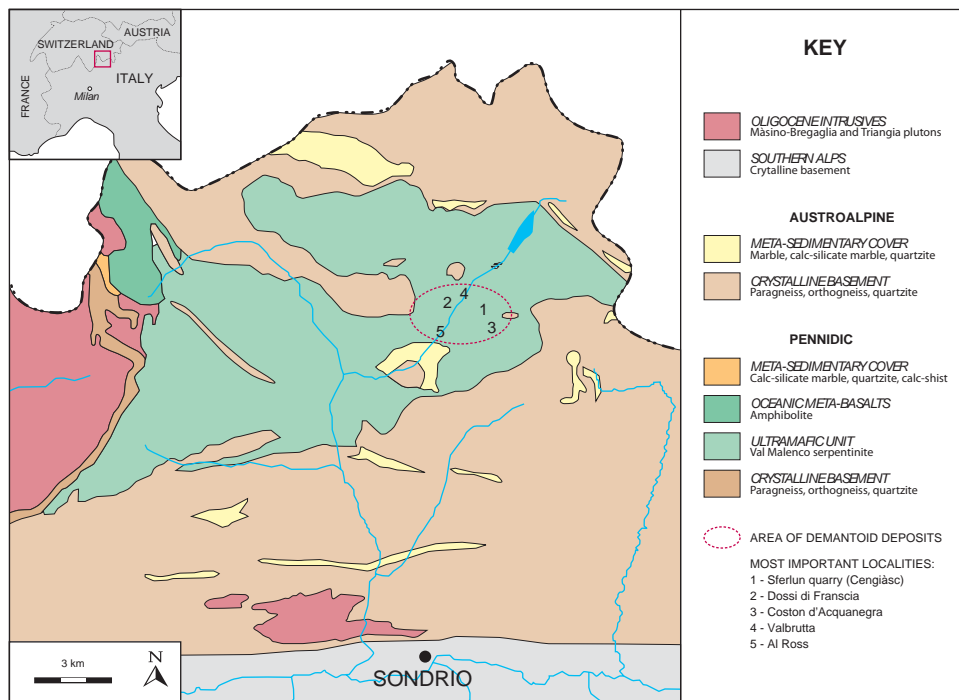 SWITZERLAND
AUSTRIA
FRANCE
ITALY
Milan
4
2
1
3
5
3 km
N
SONDRIO
KEY
OLIGOCENE INTRUSIVES
Màsino-Bregaglia and Triangia plutons
SOUTHERN ALPS
Crytalline basement
AUSTROALPINE
META-SEDIMENTARY COVER
Marble, calc-silicate marble, quartzite
CRYSTALLINE BASEMENT
Paragneiss, orthogneiss, quartzite
PENNIDIC
META-SEDIMENTARY COVER
Calc-silicate marble, quartzite, calc-shist
OCEANIC META-BASALTS
Amphibolite
ULTRAMAFIC UNIT
Val Malenco serpentinite
CRYSTALLINE BASEMENT
Paragneiss, orthogneiss, quartzite
AREA OF DEMANTOID DEPOSITS
MOST IMPORTANT LOCALITIES:
1 - Sferlun quarry (Cengiàsc)
2 - Dossi di Franscia
3 - Coston d'Acquanegra
4 - Valbrutta
5 - Al Ross